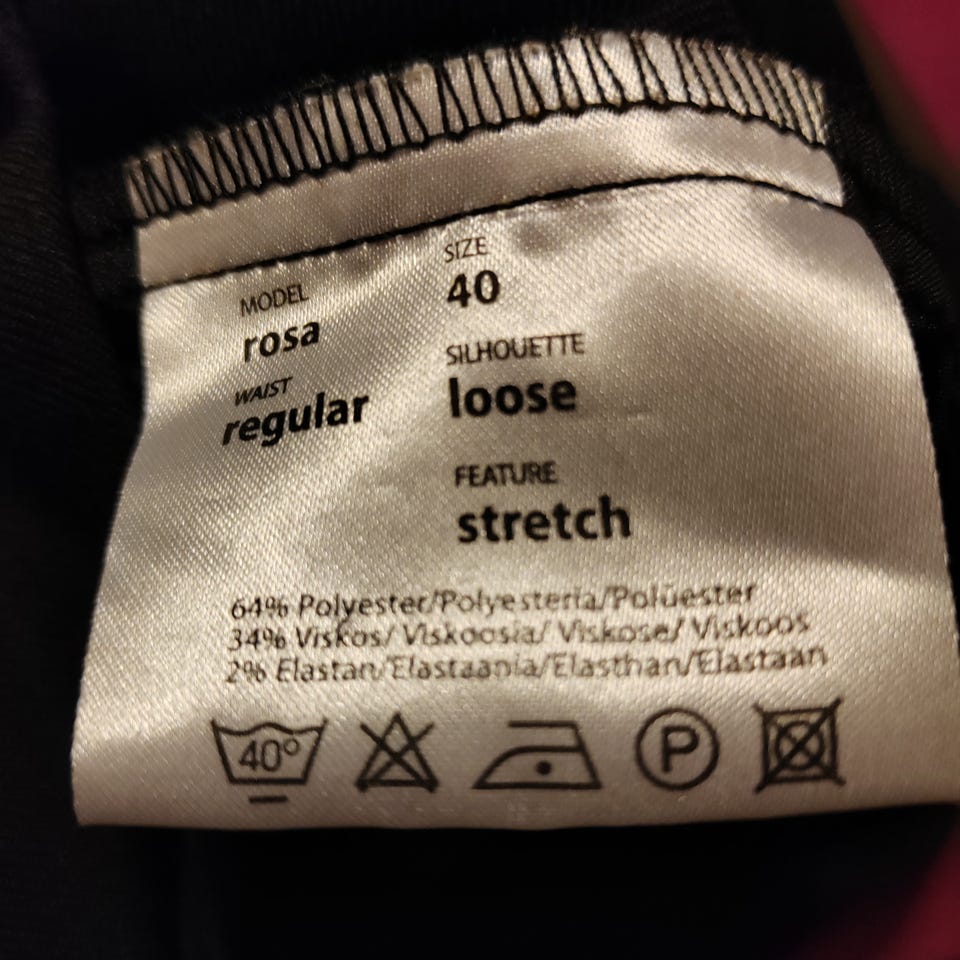 MODEL
rosa
WAIST
regular
SIZE
40
SILHOUETTE
loose
FEATURE
stretch
64% Polyester/Polyesteria/Polüester
34% Viskos/ Viskoosia/ Viskose/ Viskoos
2% Elastan/Elastaania/Elasthan/Elastaan
40°
P